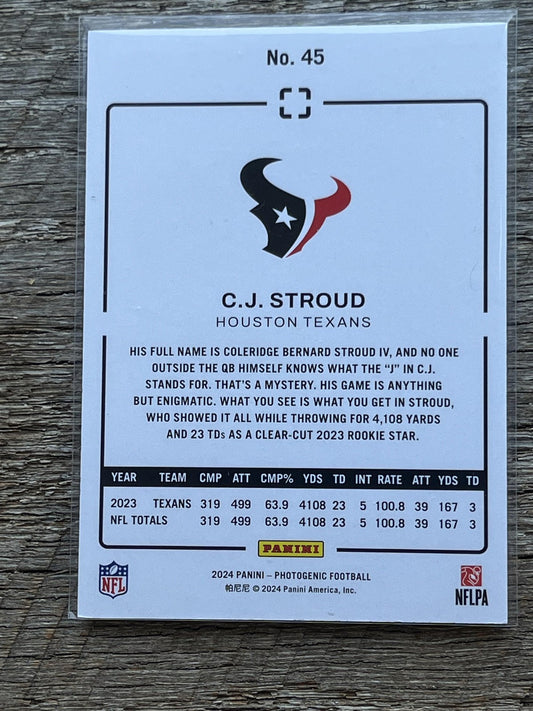 No. 45
C.J. STROUD
HOUSTON TEXANS
HIS FULL NAME IS COLERIDGE BERNARD STROUD IV, AND NO ONE
OUTSIDE THE QB HIMSELF KNOWS WHAT THE “J” IN C.J.
STANDS FOR. THAT’S A MYSTERY. HIS GAME IS ANYTHING
BUT ENIGMATIC. WHAT YOU SEE IS WHAT YOU GET IN STROUD,
WHO SHOWED IT ALL WHILE THROWING FOR 4,108 YARDS
AND 23 TDs AS A CLEAR-CUT 2023 ROOKIE STAR.
YEAR TEAM CMP ATT CMP% YDS TD INT RATE ATT YDS TD
2023 TEXANS 319 499 63.9 4108 23 5 100.8 39 167 3
NFL TOTALS 319 499 63.9 4108 23 5 100.8 39 167 3
PANINI
NFL
2024 PANINI – PHOTOGENIC FOOTBALL
帕尼尼 © 2024 Panini America, Inc.
NFLPA